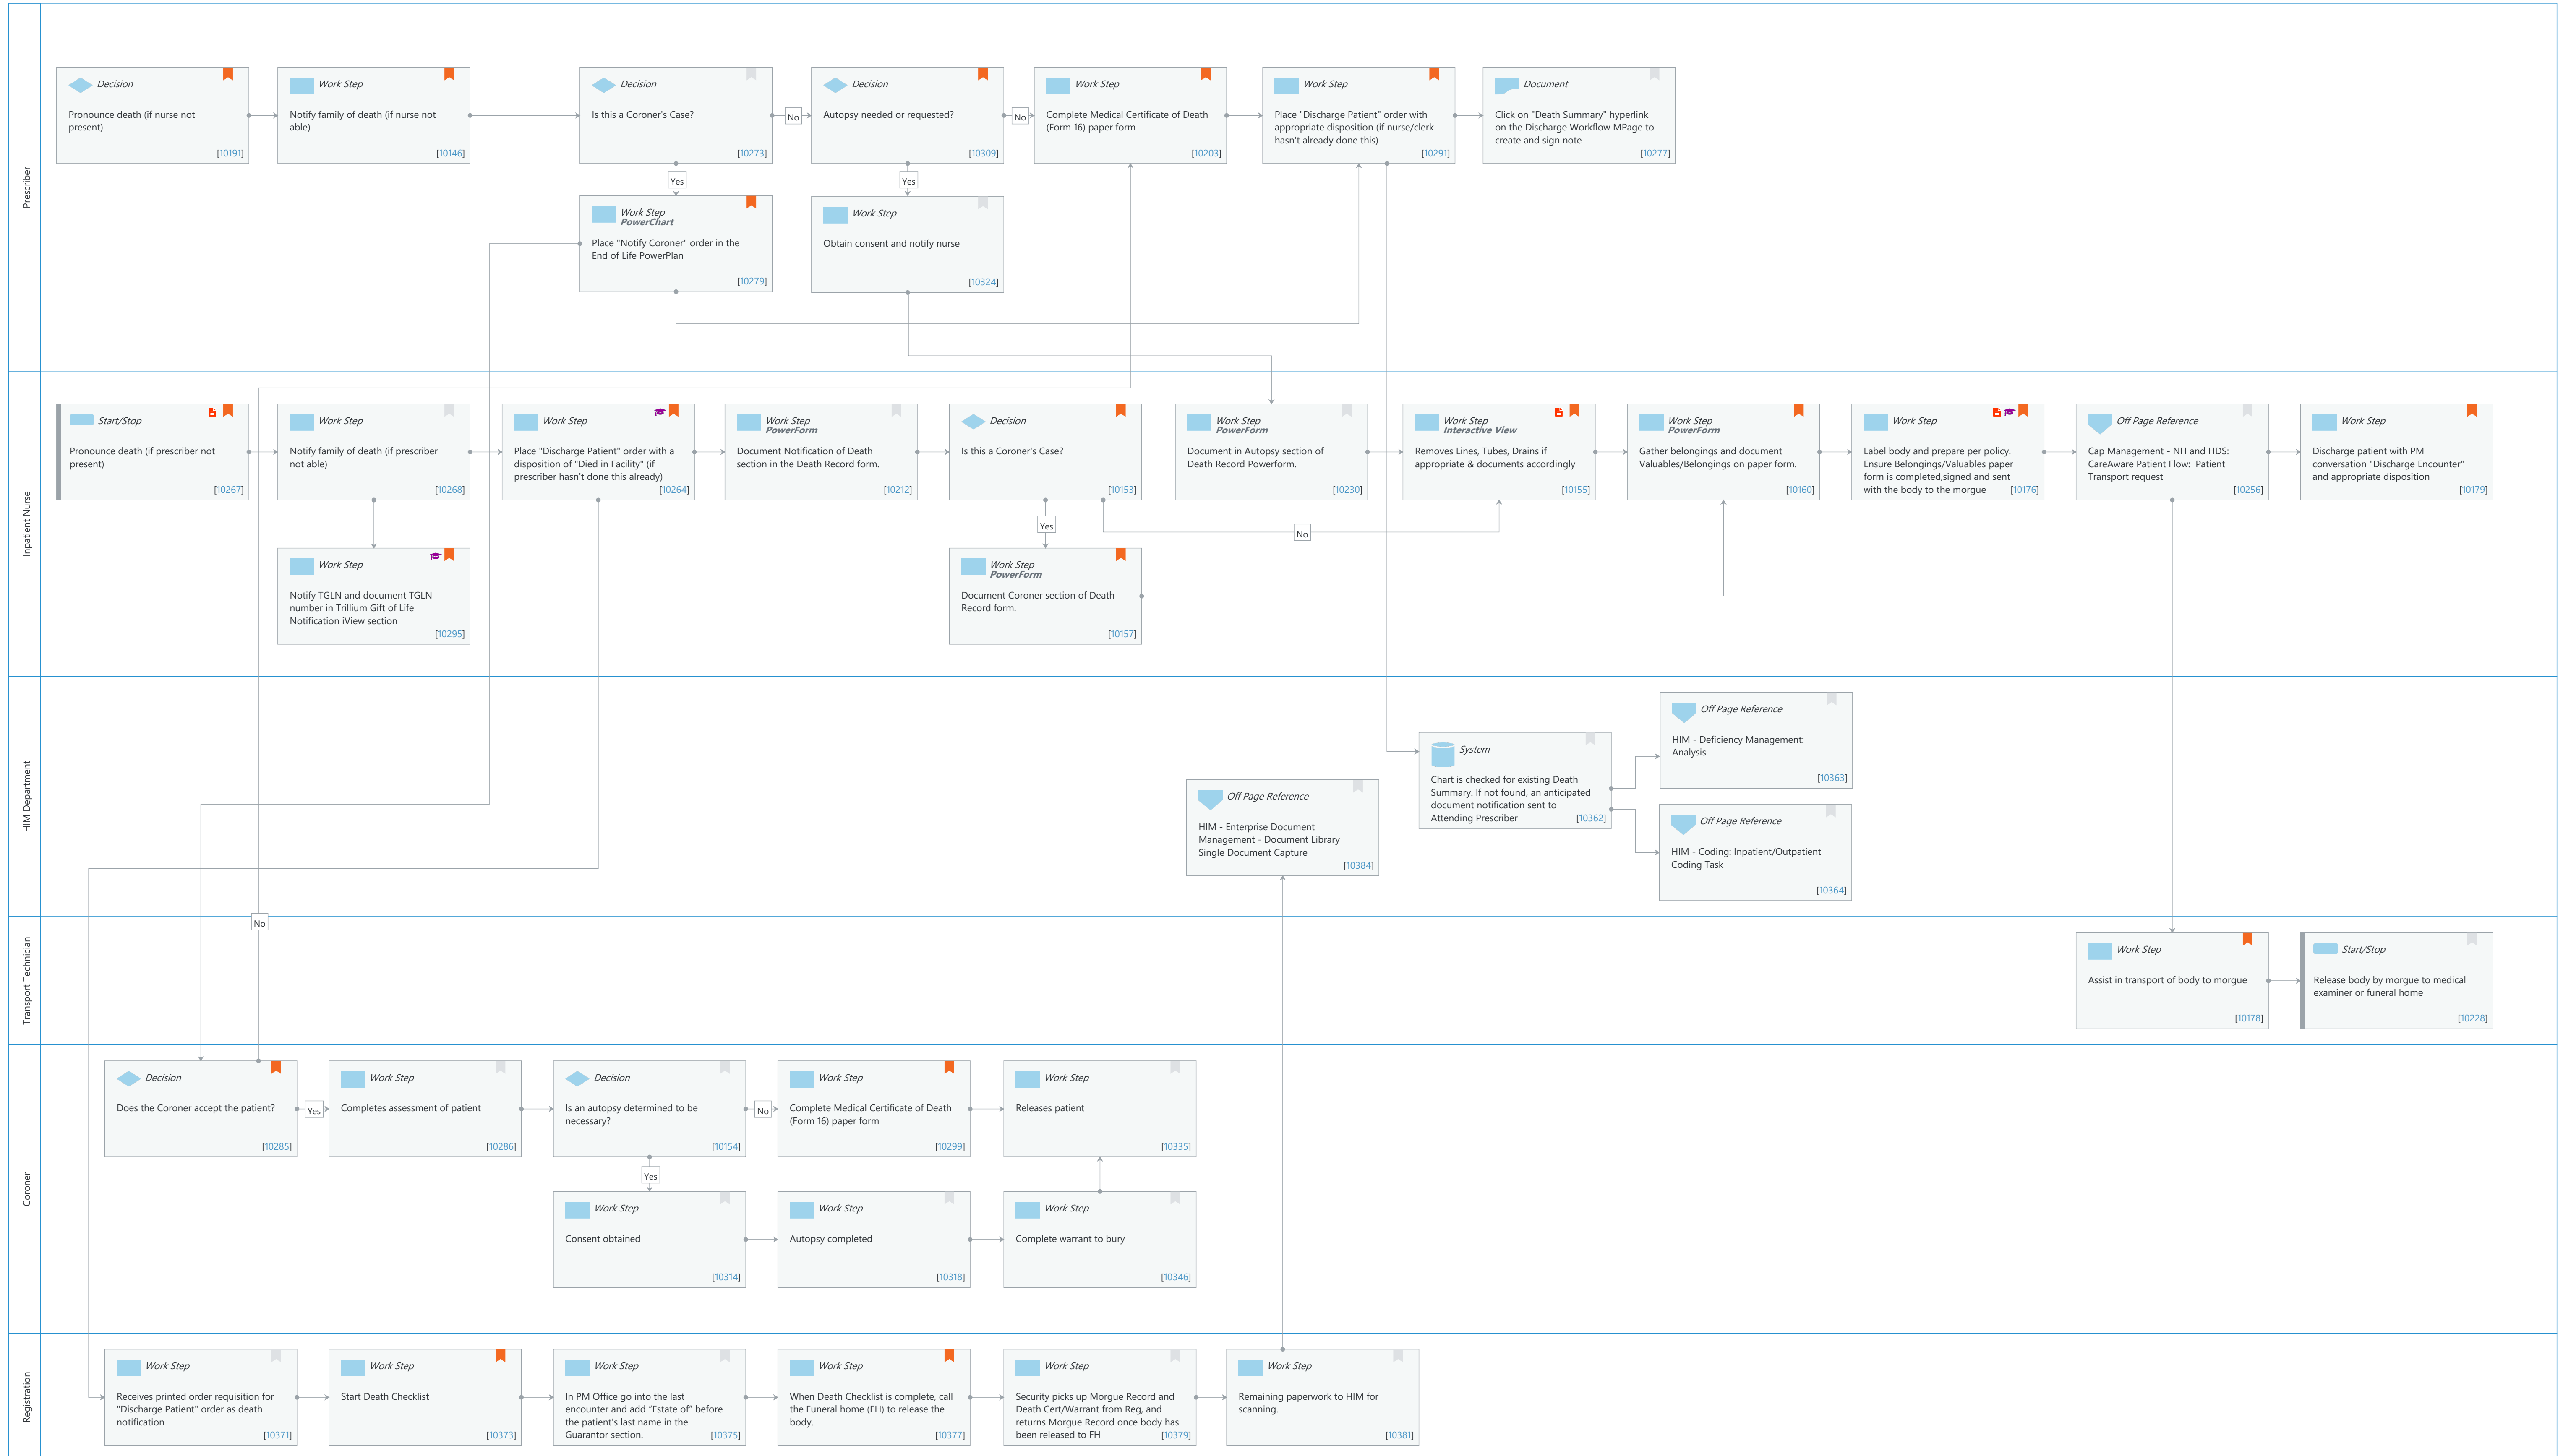 Prescriber
Decision
Pronounce death (if nurse not
present)
[10191]
Work Step
Notify family of death (if nurse not
able)
[10146]
Decision
Is this a Coroner's Case?
[10273]
No
Decision
Autopsy needed or requested?
[10309]
No
Work Step
Complete Medical Certificate of Death
(Form 16) paper form
[10203]
Work Step
Place "Discharge Patient" order with
appropriate disposition (if nurse/clerk
hasn't already done this)
[10291]
Document
Click on "Death Summary" hyperlink
on the Discharge Workflow MPage to
create and sign note
[10277]
Yes
Yes
Work Step
PowerChart
Place "Notify Coroner" order in the
End of Life PowerPlan
[10279]
Work Step
Obtain consent and notify nurse
[10324]
Inpatient Nurse
Start/Stop
Pronounce death (if prescriber not
present)
[10267]
Work Step
Notify family of death (if prescriber
not able)
[10268]
Work Step
Place "Discharge Patient" order with a
disposition of "Died in Facility" (if
prescriber hasn't done this already)
[10264]
Work Step
PowerForm
Document Notification of Death
section in the Death Record form.
[10212]
Decision
Is this a Coroner's Case?
[10153]
Work Step
PowerForm
Document in Autopsy section of
Death Record Powerform.
[10230]
Work Step
Interactive View
Removes Lines, Tubes, Drains if
appropriate & documents accordingly
[10155]
Work Step
PowerForm
Gather belongings and document
Valuables/Belongings on paper form.
[10160]
Work Step
Label body and prepare per policy.
Ensure Belongings/Valuables paper
form is completed,signed and sent
with the body to the morgue
[10176]
Off Page Reference
Cap Management - NH and HDS:
CareAware Patient Flow: Patient
Transport request
[10256]
Work Step
Discharge patient with PM
conversation "Discharge Encounter"
and appropriate disposition
[10179]
Yes
No
Work Step
Notify TGLN and document TGLN
number in Trillium Gift of Life
Notification iView section
[10295]
Work Step
PowerForm
Document Coroner section of Death
Record form.
[10157]
HIM Department
Off Page Reference
HIM - Enterprise Document
Management - Document Library
Single Document Capture
[10384]
System
Chart is checked for existing Death
Summary. If not found, an anticipated
document notification sent to
Attending Prescriber
[10362]
Off Page Reference
HIM - Deficiency Management:
Analysis
[10363]
Off Page Reference
HIM - Coding: Inpatient/Outpatient
Coding Task
[10364]
No
Transport Technician
Work Step
Assist in transport of body to morgue
[10178]
Start/Stop
Release body by morgue to medical
examiner or funeral home
[10228]
Coroner
Decision
Does the Coroner accept the patient?
[10285]
Yes
Work Step
Completes assessment of patient
[10286]
Decision
Is an autopsy determined to be
necessary?
[10154]
No
Work Step
Complete Medical Certificate of Death
(Form 16) paper form
[10299]
Work Step
Releases patient
[10335]
Yes
Work Step
Consent obtained
[10314]
Work Step
Autopsy completed
[10318]
Work Step
Complete warrant to bury
[10346]
Registration
Work Step
Receives printed order requisition for
"Discharge Patient" order as death
notification
[10371]
Work Step
Start Death Checklist
[10373]
Work Step
In PM Office go into the last
encounter and add "Estate of" before
the patient's last name in the
Guarantor section.
[10375]
Work Step
When Death Checklist is complete, call
the Funeral home (FH) to release the
body.
[10377]
Work Step
Security picks up Morgue Record and
Death Cert/Warrant from Reg, and
returns Morgue Record once body has
been released to FH
[10379]
Work Step
Remaining paperwork to HIM for
scanning.
[10381]